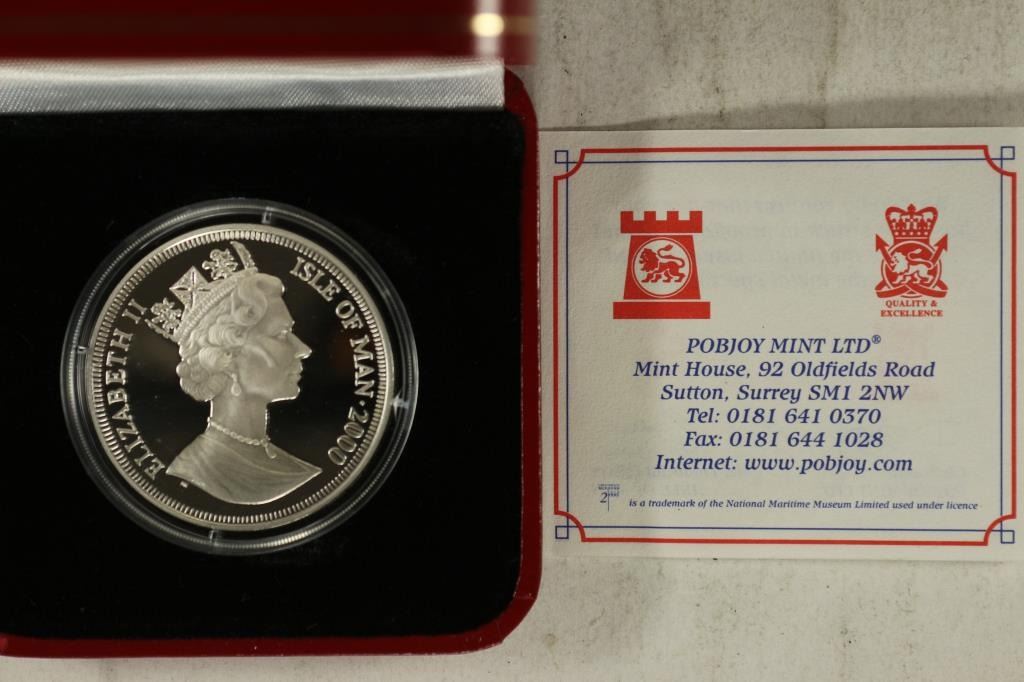 ELIZABETH II
ISLE OF MAN · 2000
QUALITY &
EXCELLENCE
POBJOY MINT LTD®
Mint House, 92 Oldfields Road
Sutton, Surrey SM1 2NW
Tel: 0181 641 0370
Fax: 0181 644 1028
Internet: www.pobjoy.com
is a trademark of the National Maritime Museum Limited used under licence